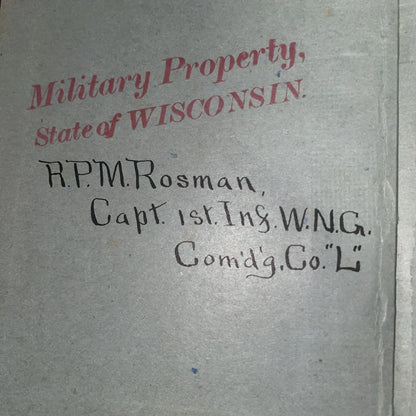 Military Property,
State of WISCONSIN.
R.P.M. Rosman,
Capt. 1st. Inf. W.N.G.
Com'd'g. Co. "L"